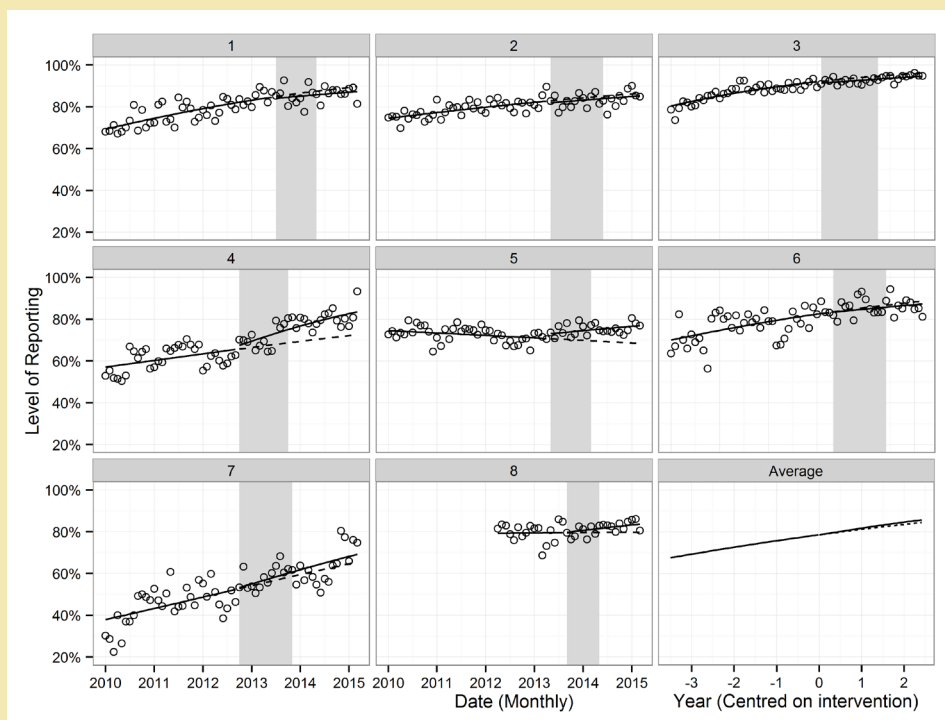 1 2 3
100%
80%
60%
40%
20%
4 5 6
100%
80%
60%
40%
20%
Level of Reporting
7 8 Average
100%
80%
60%
40%
20%
2010 2011 2012 2013 2014 2015 2010 2011 2012 2013 2014 2015 -3 -2 -1 0 1 2
Date (Monthly) Year (Centred on intervention)